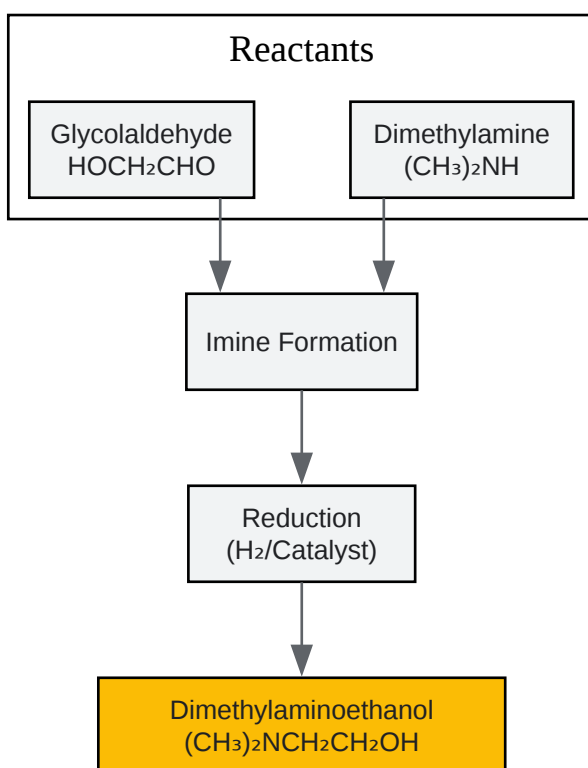 Reactants
Glycolaldehyde
HOCH₂CHO
Dimethylamine
(CH₃)₂NH
Imine Formation
Reduction
(H₂/Catalyst)
Dimethylaminoethanol
(CH₃)₂NCH₂CH₂OH